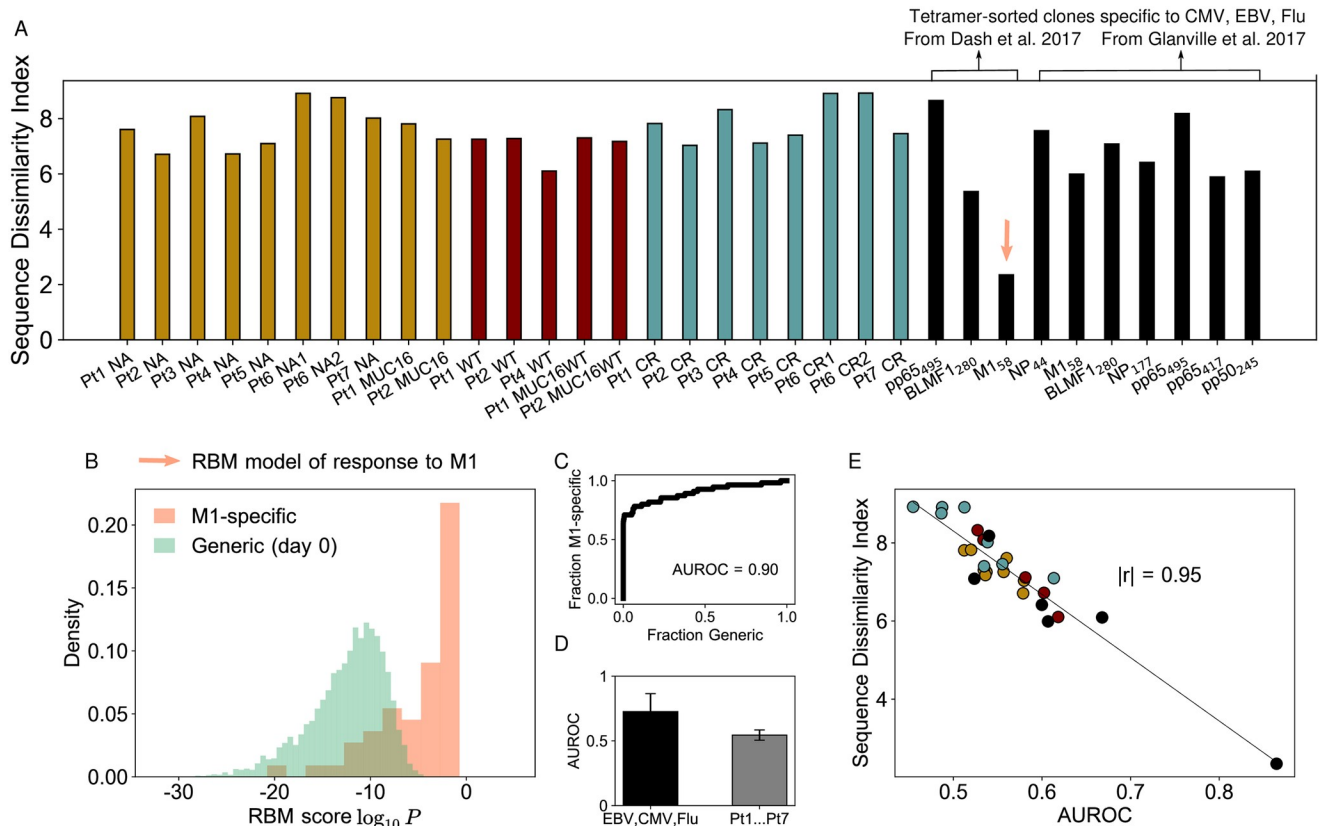 A
Tetramer-sorted clones specific to CMV, EBV, Flu
From Dash et al. 2017 From Glanville et al. 2017
Sequence Dissimilarity Index
8
6
4
2
0
Pt1 NA
Pt2 NA
Pt3 NA
Pt4 NA
Pt5 NA
Pt6 NA1
Pt6 NA2
Pt7 NA
Pt1 MUC16
Pt2 MUC16
Pt1 WT
Pt2 WT
Pt4 WT
Pt1 MUC16WT
Pt2 MUC16WT
Pt1 CR
Pt2 CR
Pt3 CR
Pt4 CR
Pt5 CR
Pt6 CR1
Pt6 CR2
Pt7 CR
pp65₄₉₅
BLMF1₂₈₀
M1₅₈
NP₄₄
M1₅₈
BLMF1₂₈₀
NP₁₇₇
pp65₄₉₅
pp65₄₁₇
pp50₂₄₅
B
RBM model of response to M1
M1-specific
Generic (day 0)
Density
0.20
0.15
0.10
0.05
0.00
-30 -20 -10 0
RBM score log₁₀ P
C
Fraction M1-specific
1.0
0.5
0.0
AUROC = 0.90
0.0 0.5 1.0
Fraction Generic
D
AUROC
1
0.5
0
EBV,CMV,Flu Pt1...Pt7
E
Sequence Dissimilarity Index
8
6
4
|r| = 0.95
0.5 0.6 0.7 0.8
AUROC